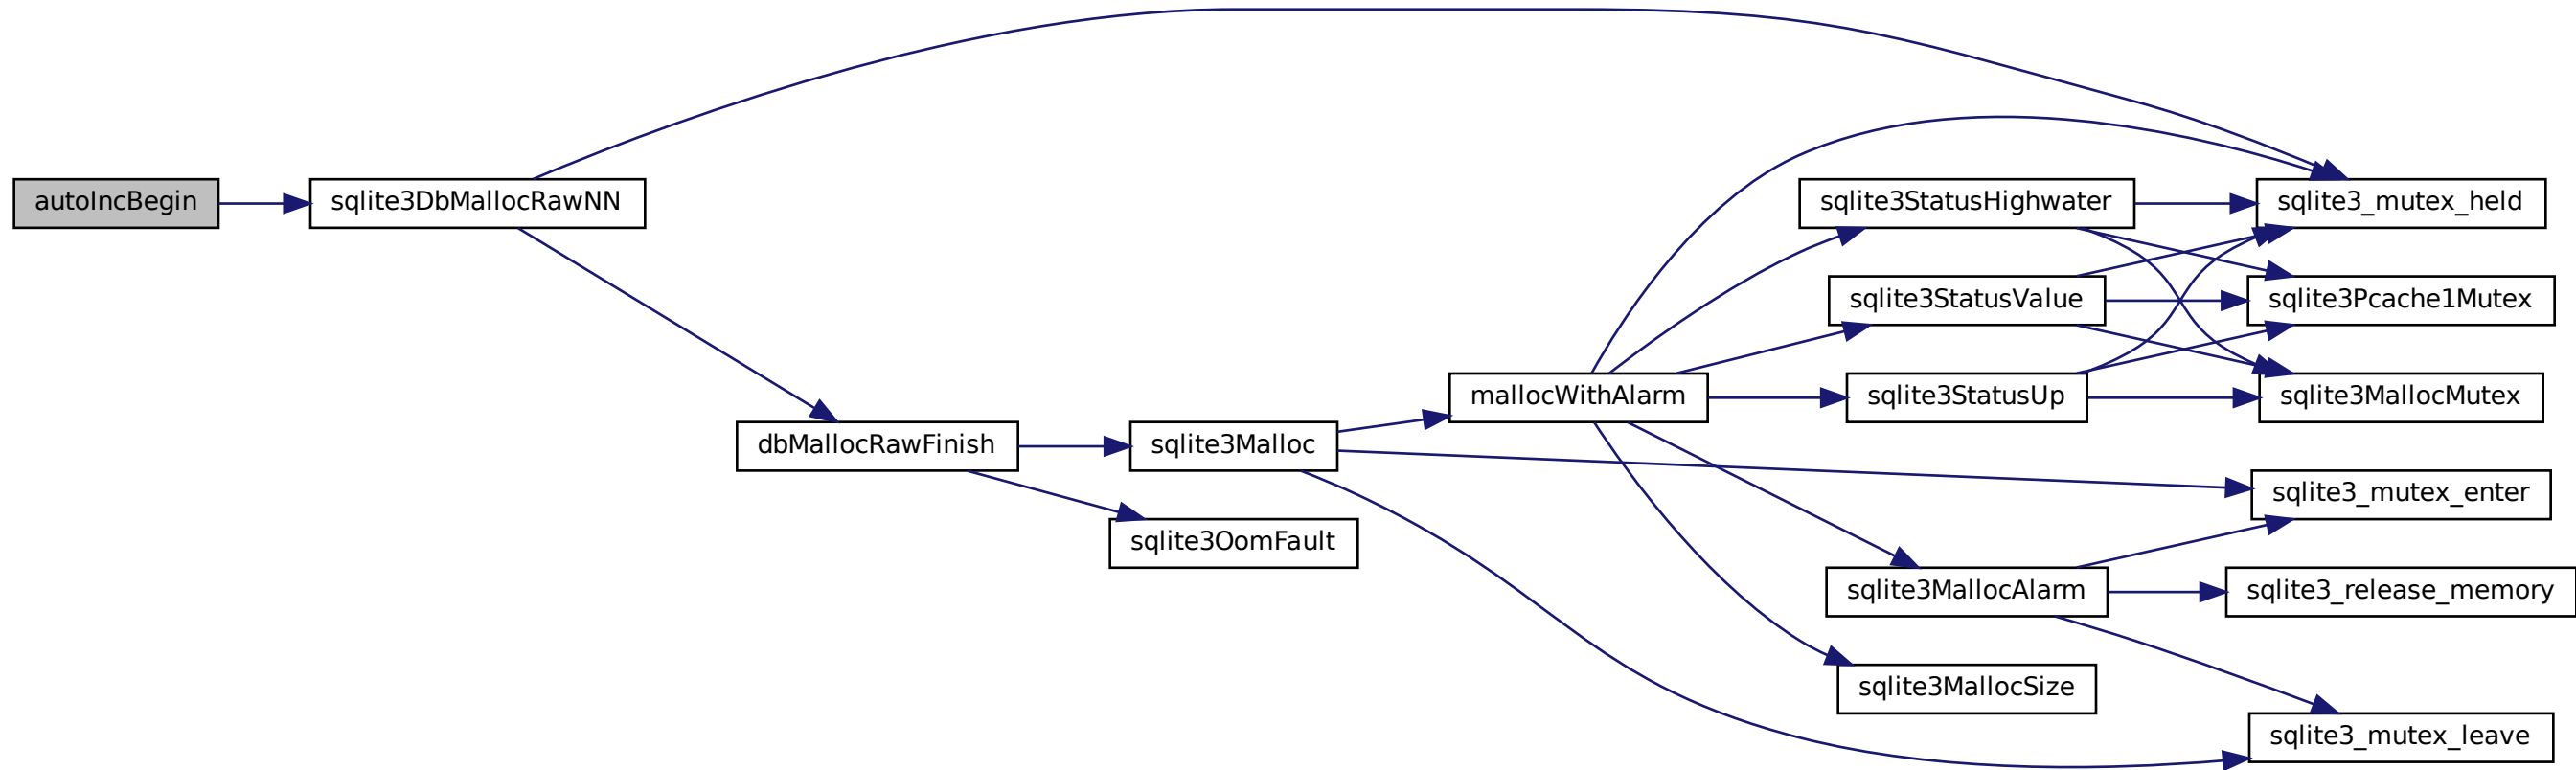 autoIncBegin
sqlite3DbMallocRawNN
dbMallocRawFinish
sqlite3Malloc
sqlite3OomFault
mallocWithAlarm
sqlite3StatusHighwater
sqlite3StatusValue
sqlite3StatusUp
sqlite3MallocAlarm
sqlite3MallocSize
sqlite3_mutex_held
sqlite3Pcache1Mutex
sqlite3MallocMutex
sqlite3_mutex_enter
sqlite3_release_memory
sqlite3_mutex_leave